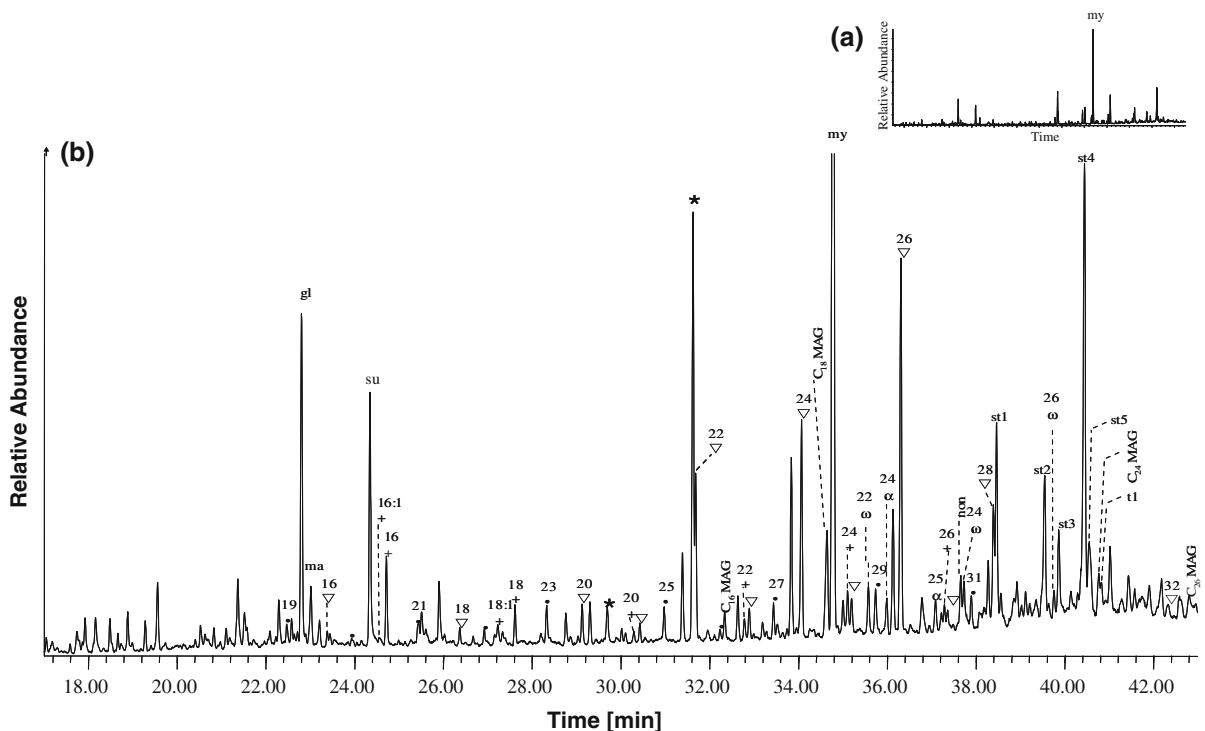 (a)
my
Relative Abundance
Time
(b)
my
st4
*
26
▽
gl
su
24
▽
C18 MAG
22
▽
st1
26
ω
st5
C24 MAG
t1
16:1
+
16
+
ma
16
▽
19
•
•
21
•
18
▽
•
18:1
+
18
+
23
•
20
▽
*
20
+
▽
25
•
•
C16 MAG
22
+
▽
27
•
24
+
▽
22
ω
29
•
24
α
25
α
26
+
▽
non
24
ω
31
•
28
▽
st2
st3
32
▽
C26 MAG
Relative Abundance
18.00 20.00 22.00 24.00 26.00 28.00 30.00 32.00 34.00 36.00 38.00 40.00 42.00
Time [min]